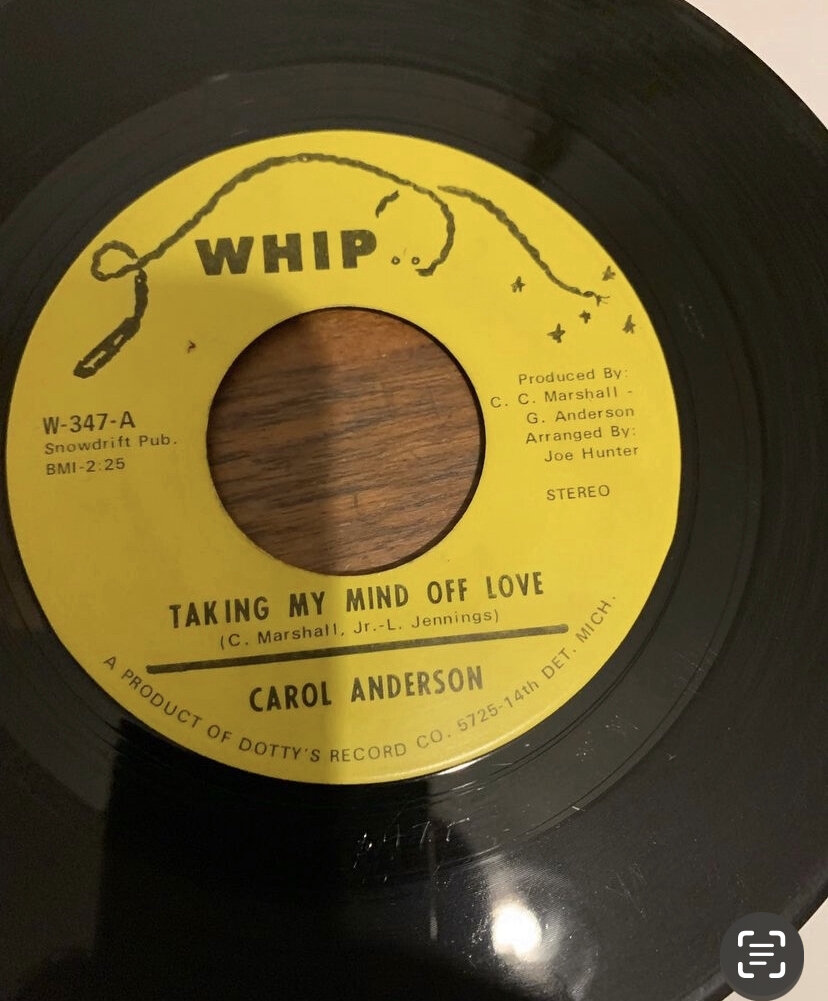 WHIP..
W-347-A
Snowdrift Pub.
BMI-2:25
Produced By:
C. C. Marshall -
G. Anderson
Arranged By:
Joe Hunter
STEREO
TAKING MY MIND OFF LOVE
(C. Marshall, Jr.-L. Jennings)
CAROL ANDERSON
A PRODUCT OF DOTTY'S RECORD CO. 5725-14th DET. MICH.